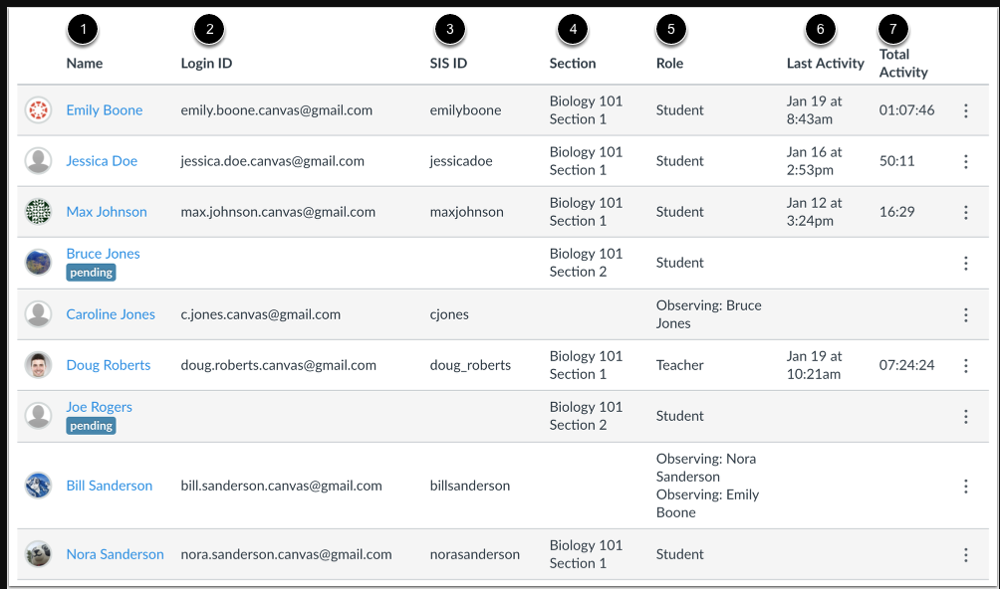 1 2 3 4 5 6 7
Name Login ID SIS ID Section Role Last Activity Total
Activity
Emily Boone emily.boone.canvas@gmail.com emilyboone Biology 101 Student Jan 19 at 01:07:46
Section 1 8:43am
Jessica Doe jessica.doe.canvas@gmail.com jessicadoe Biology 101 Student Jan 16 at 50:11
Section 1 2:53pm
Max Johnson max.johnson.canvas@gmail.com maxjohnson Biology 101 Student Jan 12 at 16:29
Section 1 3:24pm
Bruce Jones Biology 101 Student
pending Section 2
Caroline Jones c.jones.canvas@gmail.com cjones Observing: Bruce
Jones
Doug Roberts doug.roberts.canvas@gmail.com doug_roberts Biology 101 Teacher Jan 19 at 07:24:24
Section 1 10:21am
Joe Rogers Biology 101 Student
pending Section 2
Bill Sanderson bill.sanderson.canvas@gmail.com billsanderson Observing: Nora
Sanderson
Observing: Emily
Boone
Nora Sanderson nora.sanderson.canvas@gmail.com norasanderson Biology 101 Student
Section 1